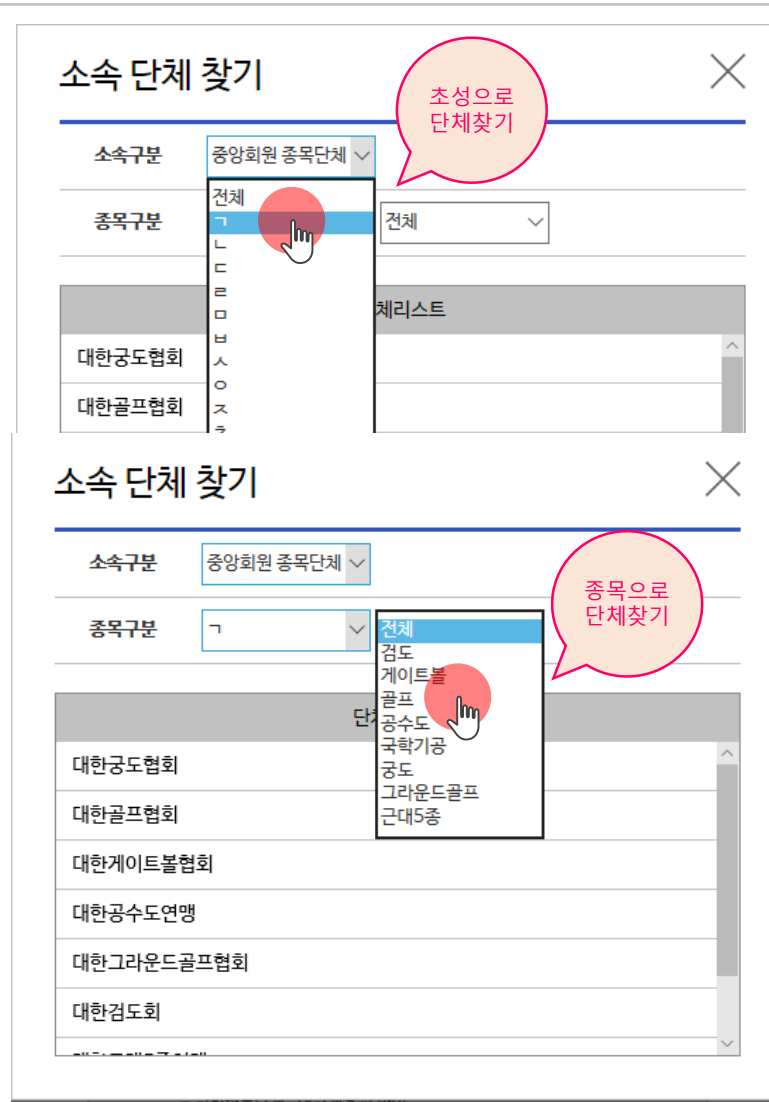 소속 단체 찾기
초성으로
단체찾기
소속구분
중앙회원 종목단체
종목구분
전체
ㄱ
ㄴ
ㄷ
ㄹ
ㅁ
ㅂ
ㅅ
ㅇ
ㅈ
전체
체리스트
대한궁도협회
대한골프협회
소속 단체 찾기
소속구분
중앙회원 종목단체
종목으로
단체찾기
종목구분
ㄱ
전체
검도
게이트볼
골프
공수도
국학기공
궁도
그라운드골프
근대5종
대한궁도협회
대한골프협회
대한게이트볼협회
대한공수도연맹
대한그라운드골프협회
대한검도회